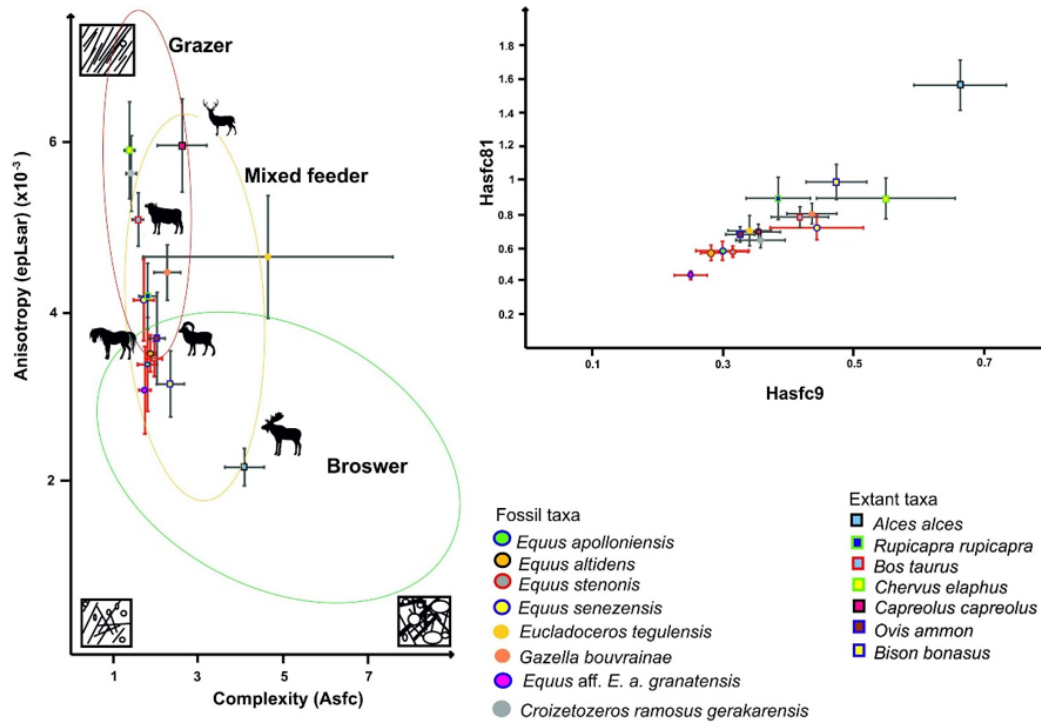 Grazer
Mixed feeder
Broswer
Anisotropy (epLsar) (x10⁻³)
6
4
2
1
3
5
7
Complexity (Asfc)
Hasfc81
1.8
1.6
1.4
1.2
1
0.8
0.6
0.4
0.2
0.1
0.3
0.5
0.7
Hasfc9
Fossil taxa
Equus apolloniensis
Equus altidens
Equus stenonis
Equus senezensis
Eucladoceros tegulensis
Gazella bouvrainae
Equus aff. E. a. granatensis
Croizetozeros ramosus gerakarensis
Extant taxa
Alces alces
Rupicapra rupicapra
Bos taurus
Chervus elaphus
Capreolus capreolus
Ovis ammon
Bison bonasus